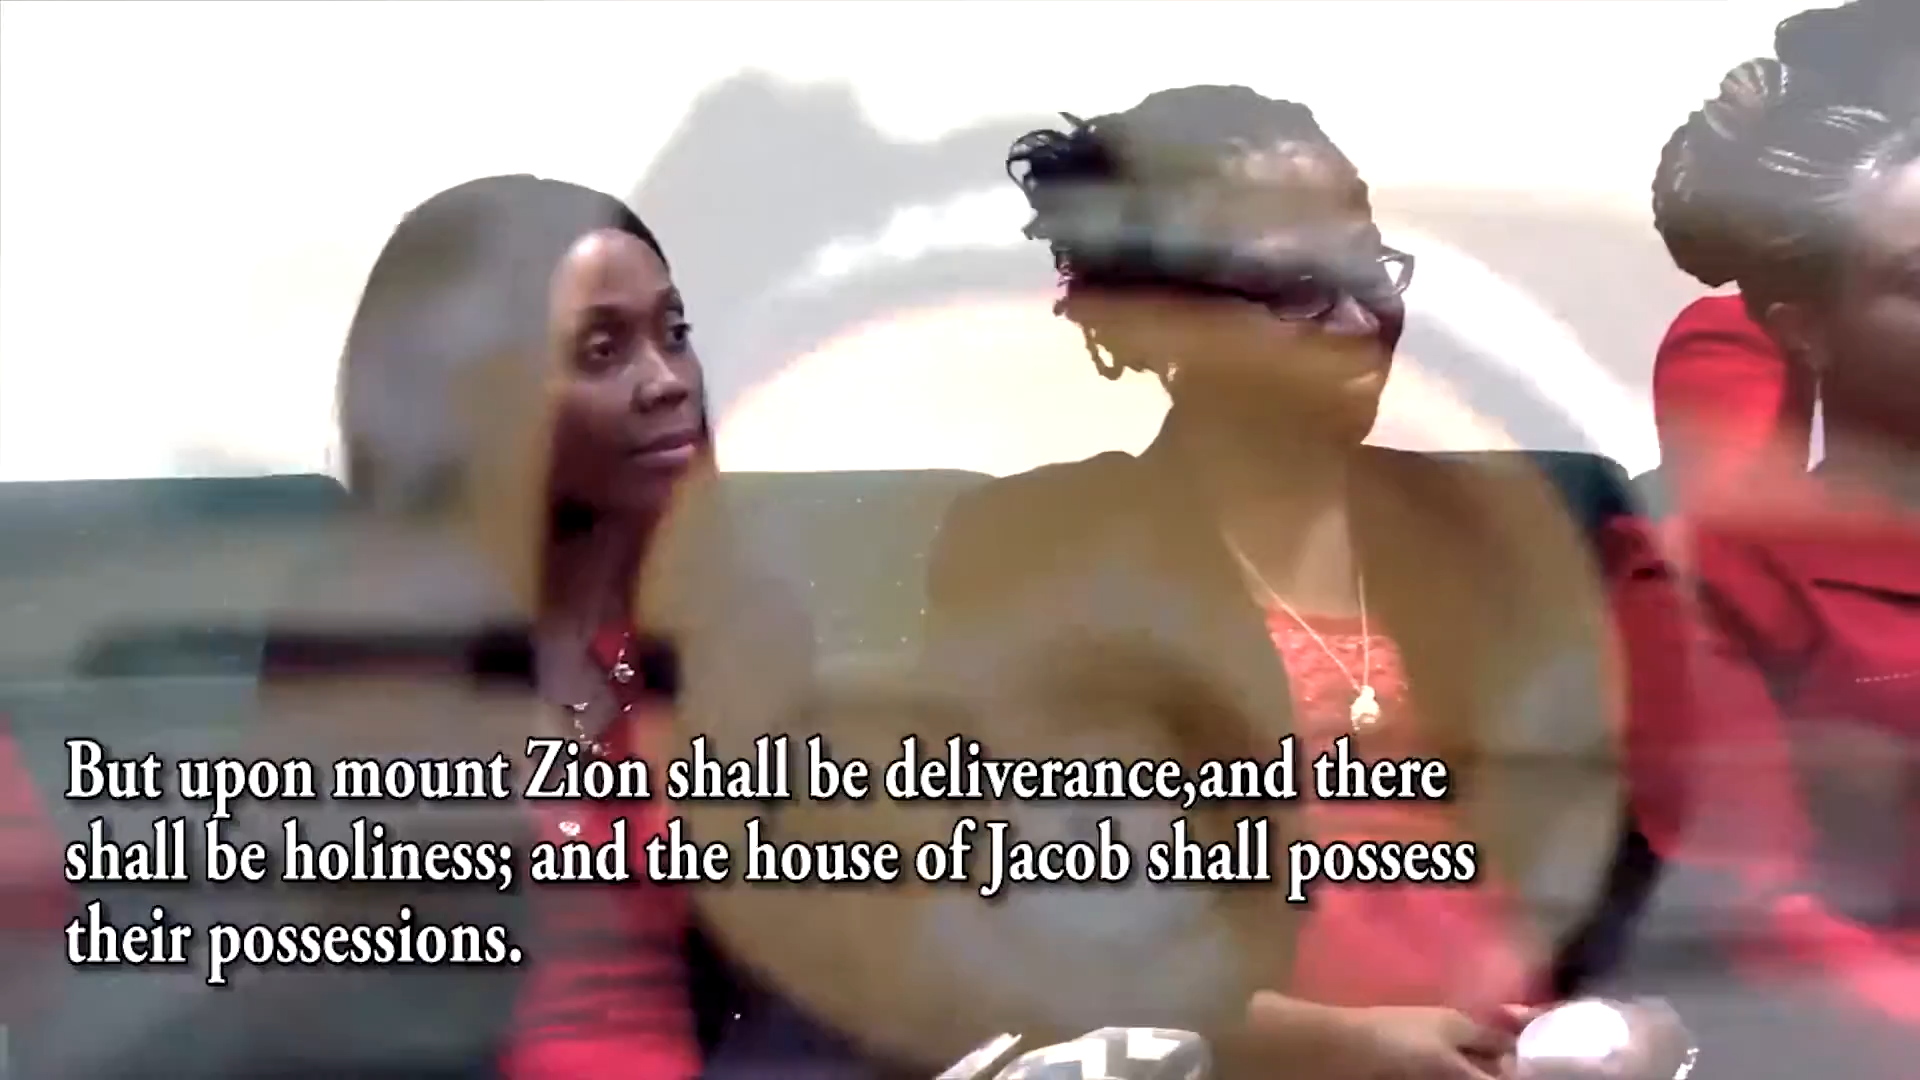 But upon mount Zion shall be deliverance,and there
shall be holiness; and the house of Jacob shall possess
their possessions.